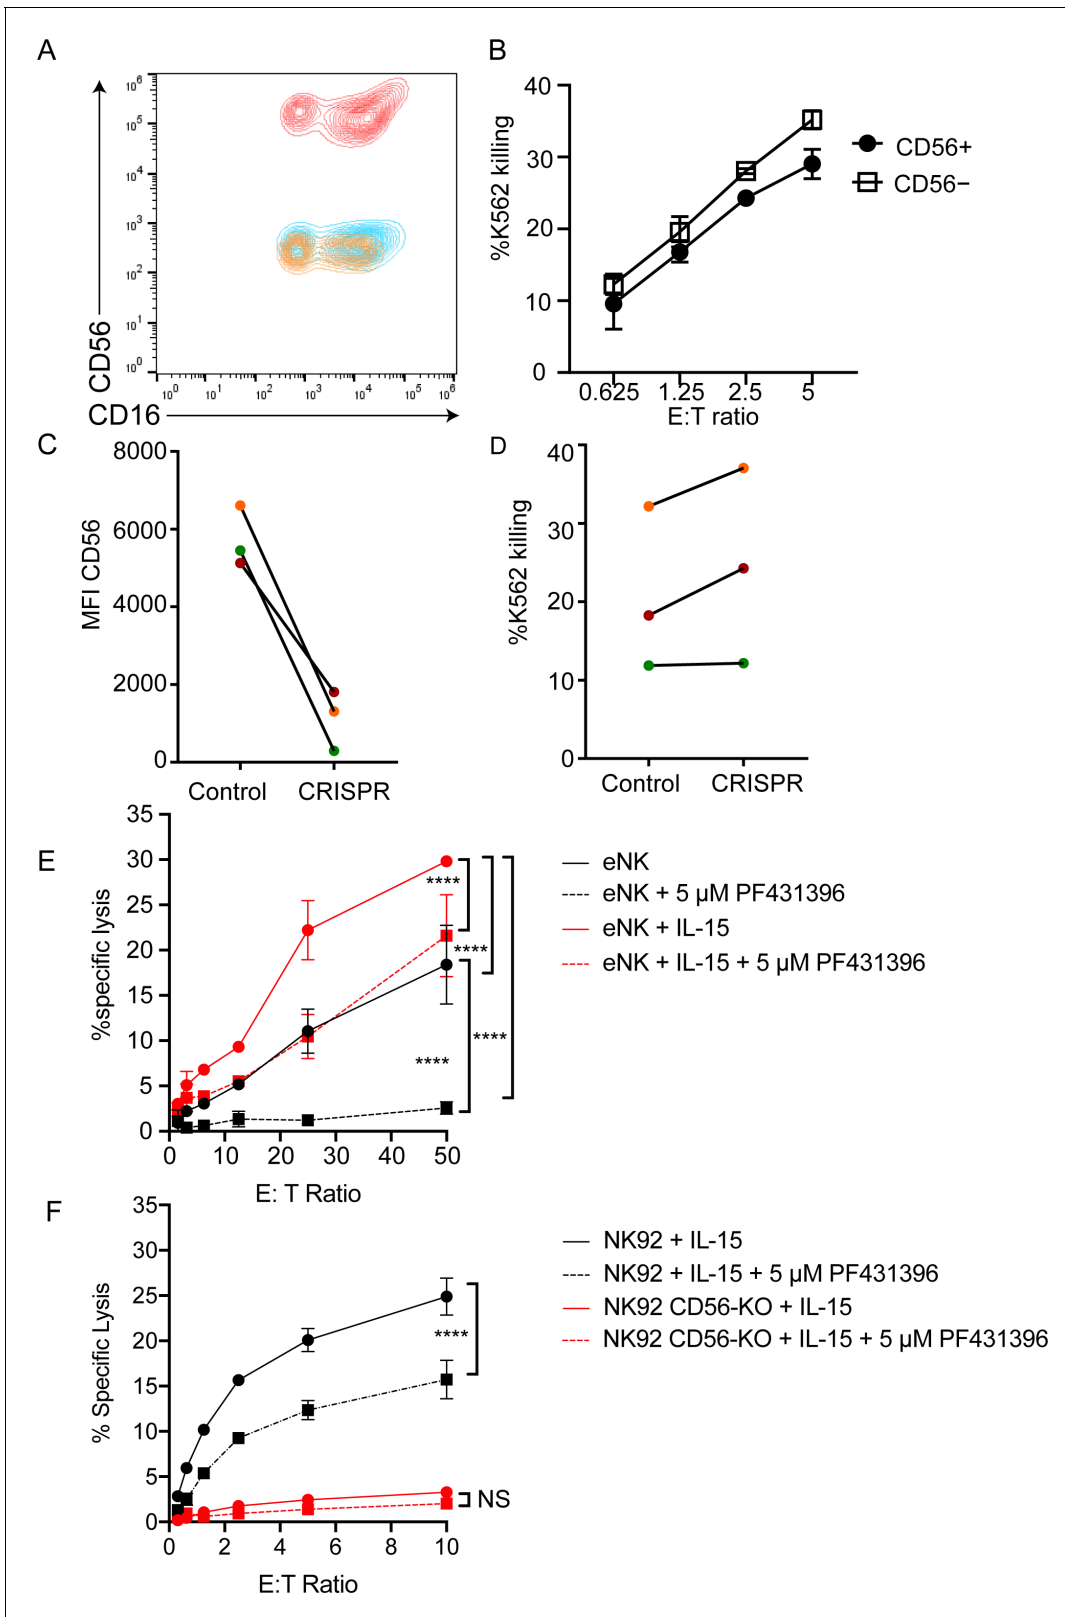 A
CD56
10^6
10^5
10^4
10^3
10^2
10^1
10^0
10^0 10^1 10^2 10^3 10^4 10^5 10^6
CD16
B
%K562 killing
40
30
20
10
0
0.625 1.25 2.5 5
E:T ratio
CD56+
CD56−
C
MFI CD56
8000
6000
4000
2000
0
Control CRISPR
D
%K562 killing
40
30
20
10
0
Control CRISPR
E
%specific lysis
35
30
25
20
15
10
5
0
0 10 20 30 40 50
E: T Ratio
****
****
****
****
eNK
eNK + 5 µM PF431396
eNK + IL-15
eNK + IL-15 + 5 µM PF431396
F
% Specific Lysis
35
30
25
20
15
10
5
0
0 2 4 6 8 10
E:T Ratio
****
NS
NK92 + IL-15
NK92 + IL-15 + 5 µM PF431396
NK92 CD56-KO + IL-15
NK92 CD56-KO + IL-15 + 5 µM PF431396